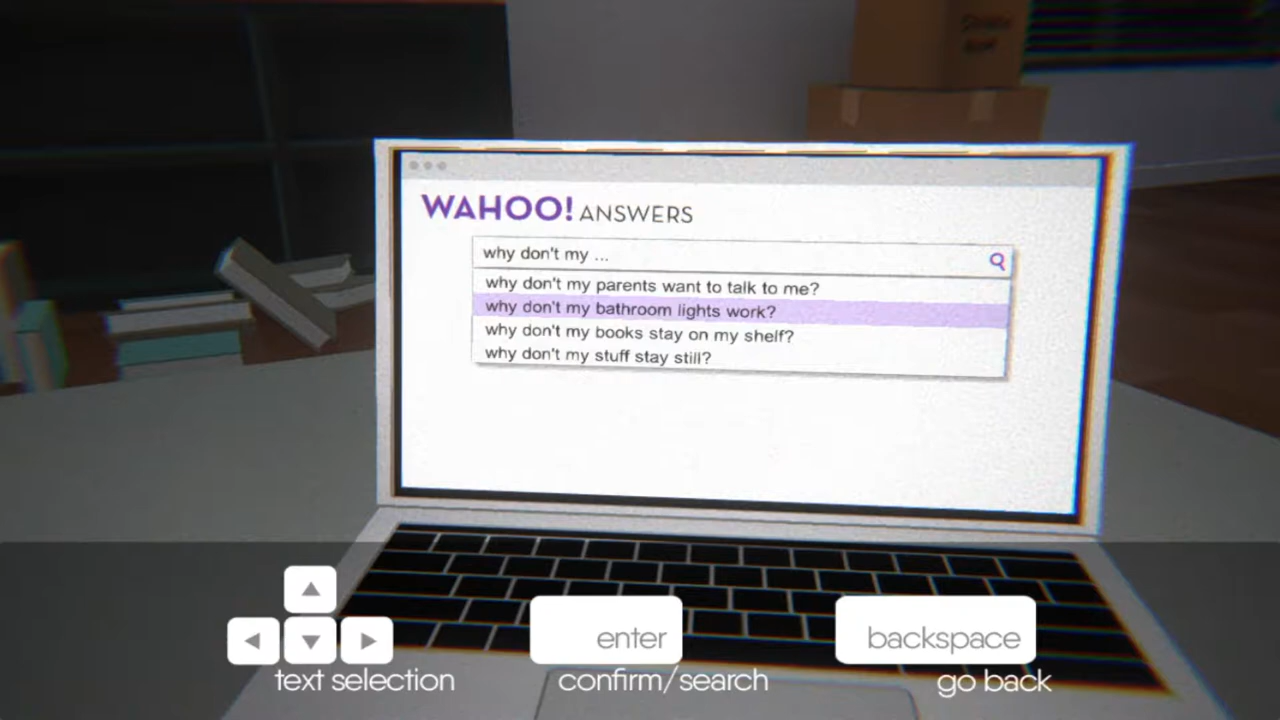 WAHOO! ANSWERS
why don't my ...
why don't my parents want to talk to me?
why don't my bathroom lights work?
why don't my books stay on my shelf?
why don't my stuff stay still?
enter
backspace
text selection
confirm/search
go back